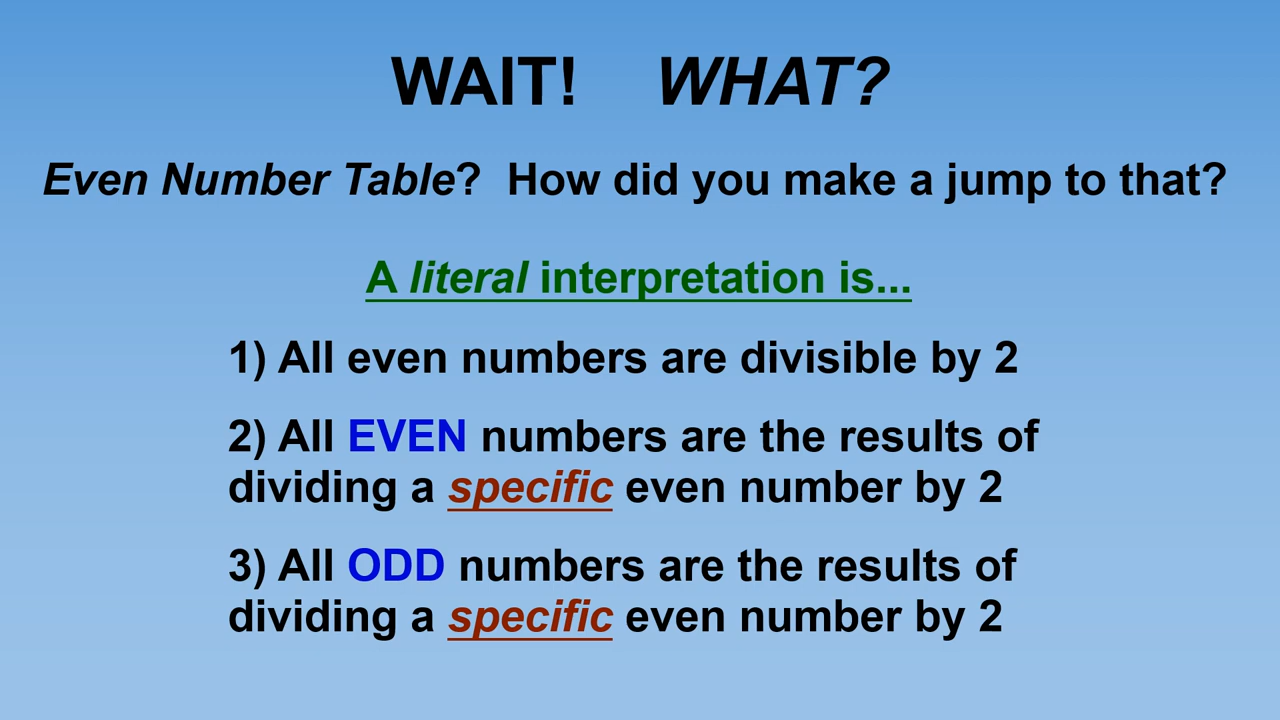 WAIT! WHAT?
Even Number Table? How did you make a jump to that?
A literal interpretation is...
1) All even numbers are divisible by 2
2) All EVEN numbers are the results of
dividing a specific even number by 2
3) All ODD numbers are the results of
dividing a specific even number by 2